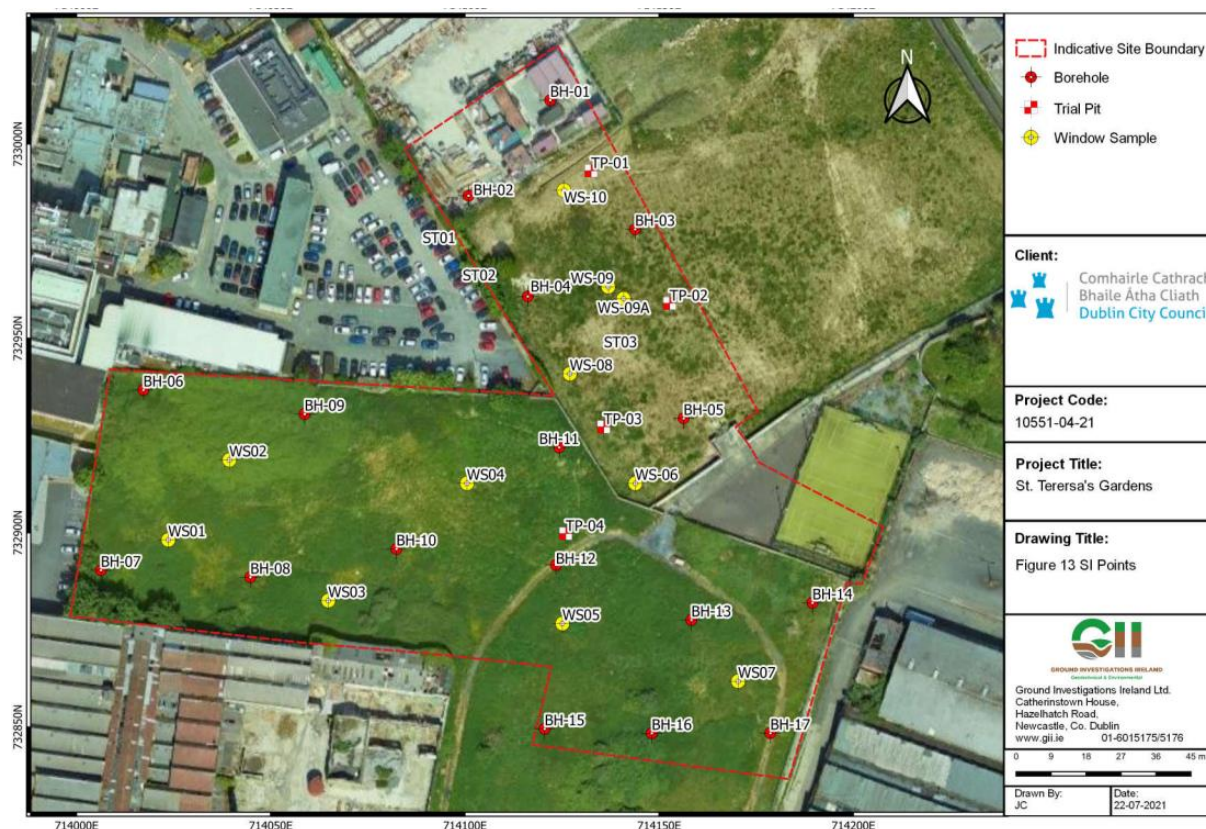 BH-01
TP-01
WS-10
BH-02
BH-03
ST01
ST02
WS-09
BH-04
WS-09A
TP-02
ST03
WS-08
BH-06
BH-09
TP-03
BH-05
BH-11
WS02
WS04
WS-06
WS01
TP-04
BH-10
BH-07
BH-08
BH-12
WS03
BH-14
WS05
BH-13
WS07
BH-15
BH-16
BH-17
N
733000N
732950N
732900N
732850N
714000E
714050E
714100E
714150E
714200E
Indicative Site Boundary
Borehole
Trial Pit
Window Sample
Client:
Comhairle Cathrach
Bhaile Átha Cliath
Dublin City Counci
Project Code:
10551-04-21
Project Title:
St. Terersa's Gardens
Drawing Title:
Figure 13 SI Points
GII
GROUND INVESTIGATIONS IRELAND
Geotechnical & Environmental
Ground Investigations Ireland Ltd.
Catherinstown House,
Hazelhatch Road,
Newcastle, Co. Dublin
www.gii.ie 01-6015175/5176
0 9 18 27 36 45 m
Drawn By:
JC
Date:
22-07-2021